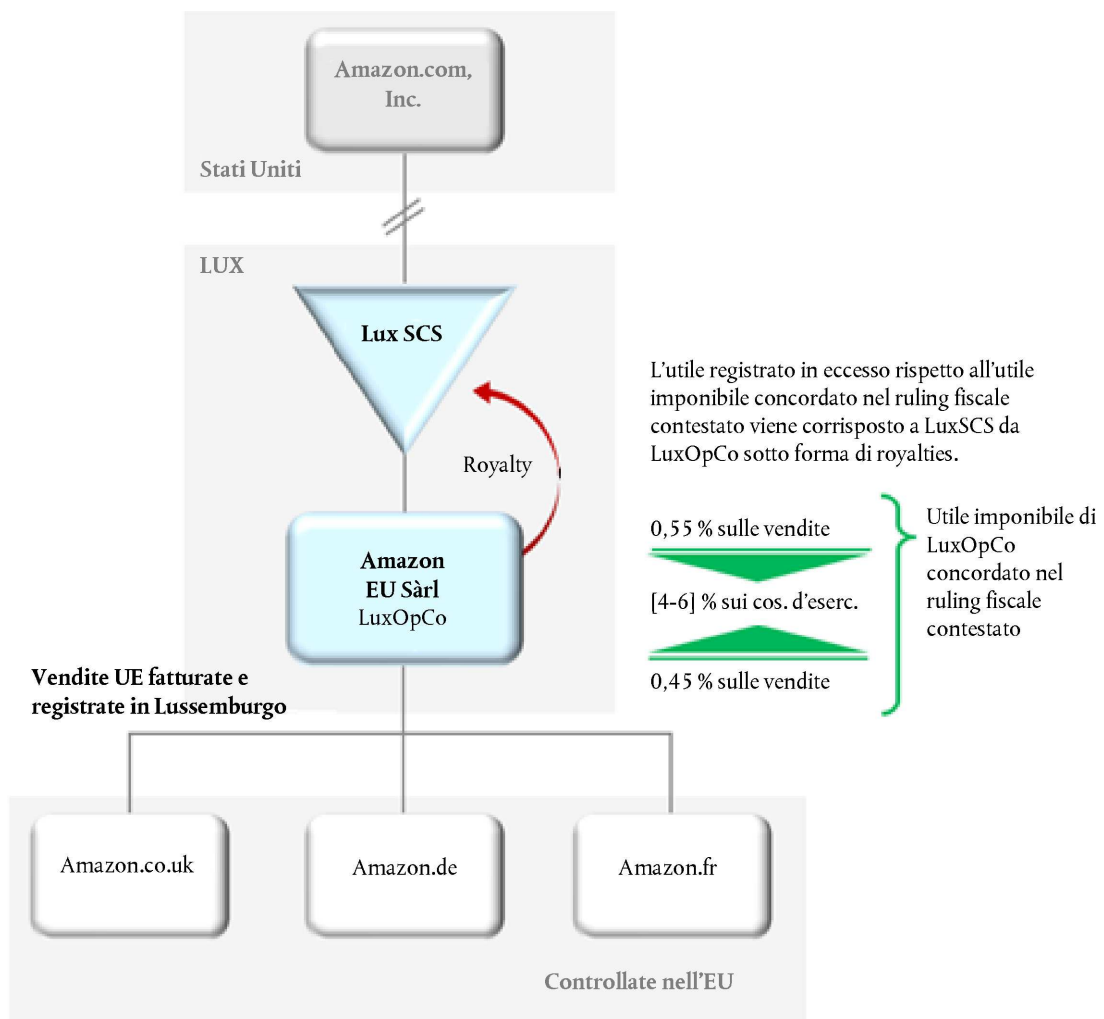 Amazon.com,
Inc.
Stati Uniti
LUX
Lux SCS
Royalty
Amazon
EU Sàrl
LuxOpCo
L'utile registrato in eccesso rispetto all'utile
imponibile concordato nel ruling fiscale
contestato viene corrisposto a LuxSCS da
LuxOpCo sotto forma di royalties.
0,55 % sulle vendite
[4-6] % sui cos. d'eserc.
0,45 % sulle vendite
Utile imponibile di
LuxOpCo
concordato nel
ruling fiscale
contestato
Vendite UE fatturate e
registrate in Lussemburgo
Amazon.co.uk
Amazon.de
Amazon.fr
Controllate nell'EU